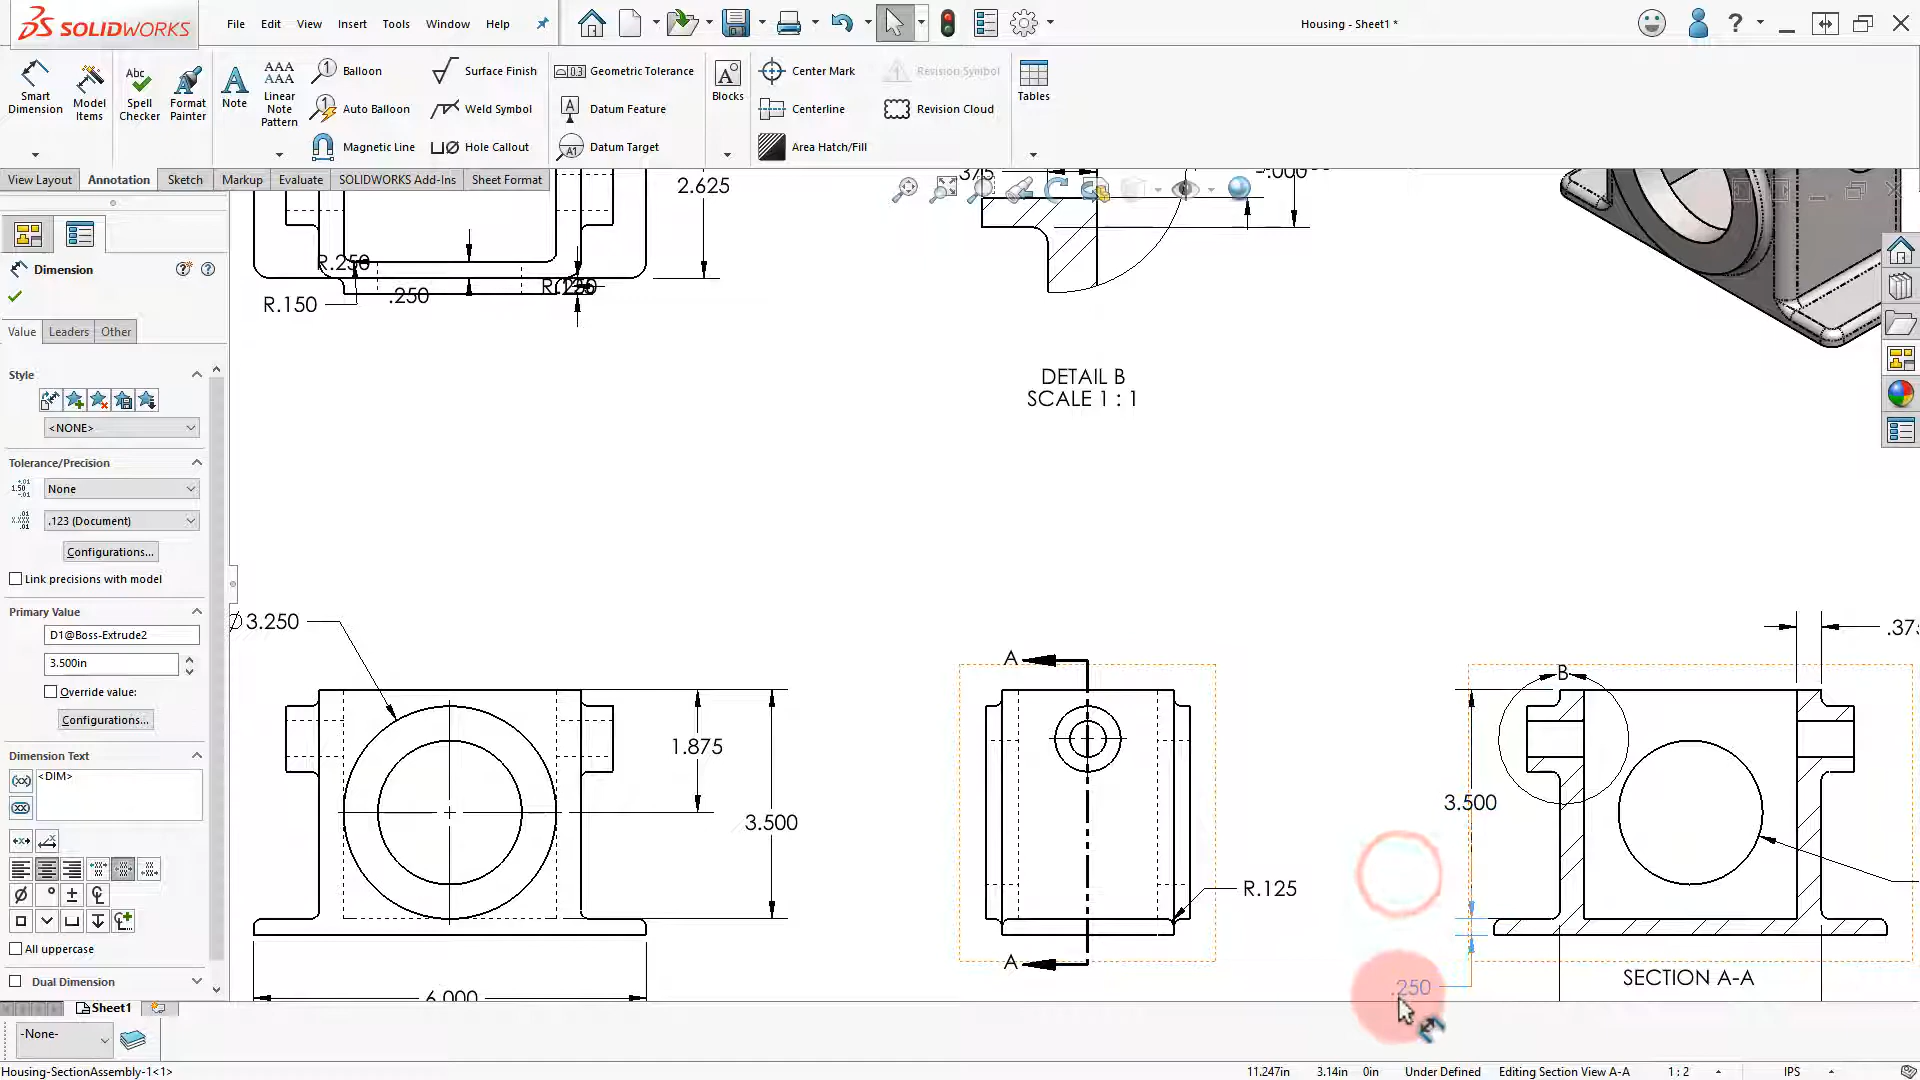 SOLIDWORKS
File Edit View Insert Tools Window Help
Housing - Sheet1 *
Smart Dimension
Model Items
Abc
Spell Checker
Format Painter
Note
AAA
AAA
Linear Note Pattern
Balloon
Auto Balloon
Magnetic Line
Surface Finish
Weld Symbol
Hole Callout
Geometric Tolerance
Datum Feature
Datum Target
Blocks
Center Mark
Centerline
Area Hatch/Fill
Revision Symbol
Revision Cloud
Tables
View Layout Annotation Sketch Markup Evaluate SOLIDWORKS Add-Ins Sheet Format
Dimension
Value Leaders Other
Style
<NONE>
Tolerance/Precision
None
.123 (Document)
Configurations...
Link precisions with model
Primary Value
D1@Boss-Extrude2
3.500in
Override value:
Configurations...
Dimension Text
<DIM>
All uppercase
Dual Dimension
2.625
R.250
R.150
.250
DETAIL B
SCALE 1 : 1
Ø3.250
1.875
3.500
6.000
A
A
R.125
B
.375
3.500
.250
SECTION A-A
Sheet1
-None-
Housing-SectionAssembly-1<1>
11.247in 3.14in 0in Under Defined Editing Section View A-A 1 : 2 IPS